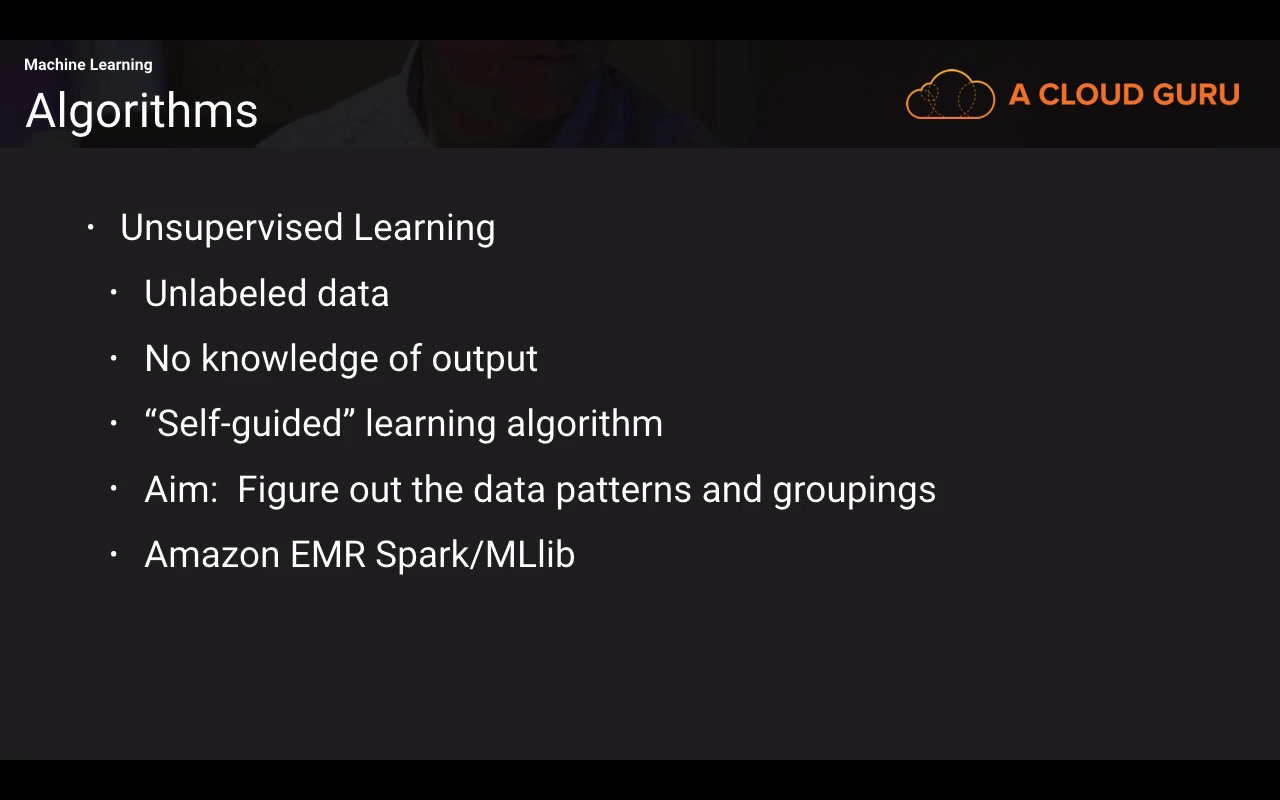 Machine Learning
Algorithms
A CLOUD GURU
• Unsupervised Learning
• Unlabeled data
• No knowledge of output
• “Self-guided” learning algorithm
• Aim:  Figure out the data patterns and groupings
• Amazon EMR Spark/MLlib